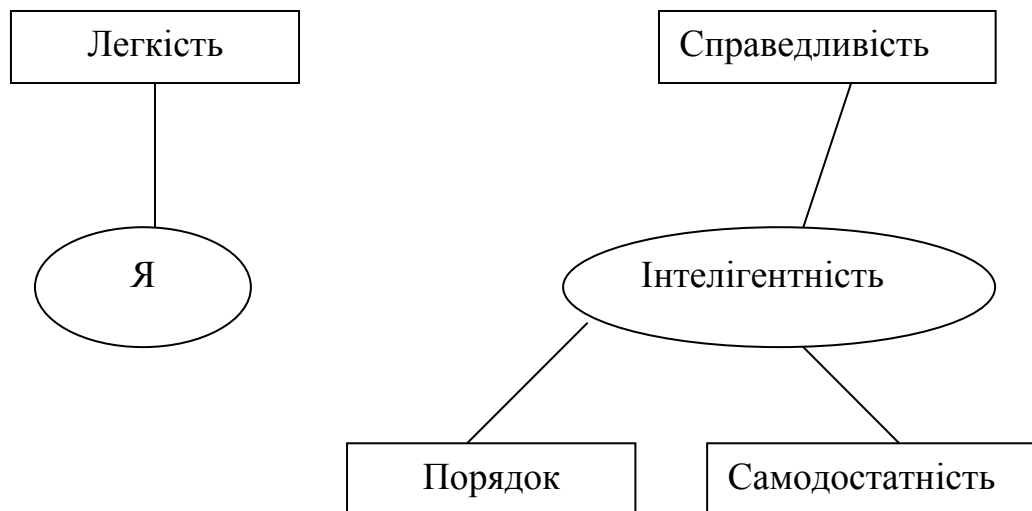 Легкість
Справедливість
Я
Інтелігентність
Порядок
Самодостатність